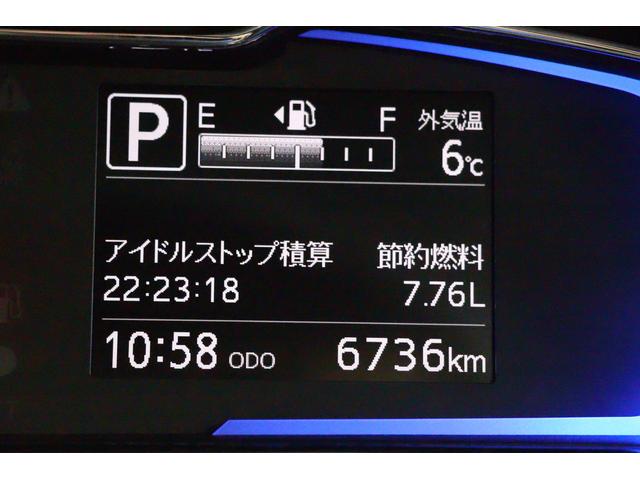 P E F 外気温
6℃
アイドルストップ積算 節約燃料
22:23:18 7.76L
10:58 ODO 6736km